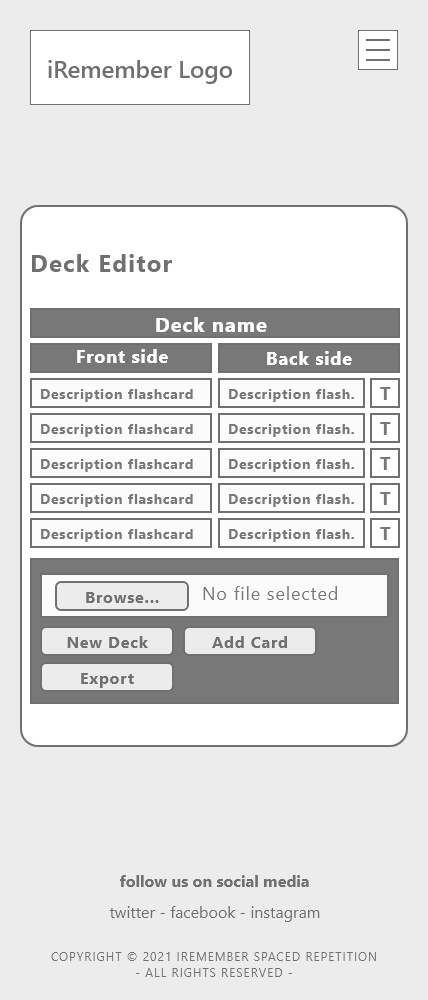 iRemember Logo
Deck Editor
Deck name
Front side Back side
Description flashcard Description flash. T
Description flashcard Description flash. T
Description flashcard Description flash. T
Description flashcard Description flash. T
Description flashcard Description flash. T
Browse... No file selected
New Deck Add Card
Export
follow us on social media
twitter - facebook - instagram
COPYRIGHT © 2021 IREMEMBER SPACED REPETITION
- ALL RIGHTS RESERVED -